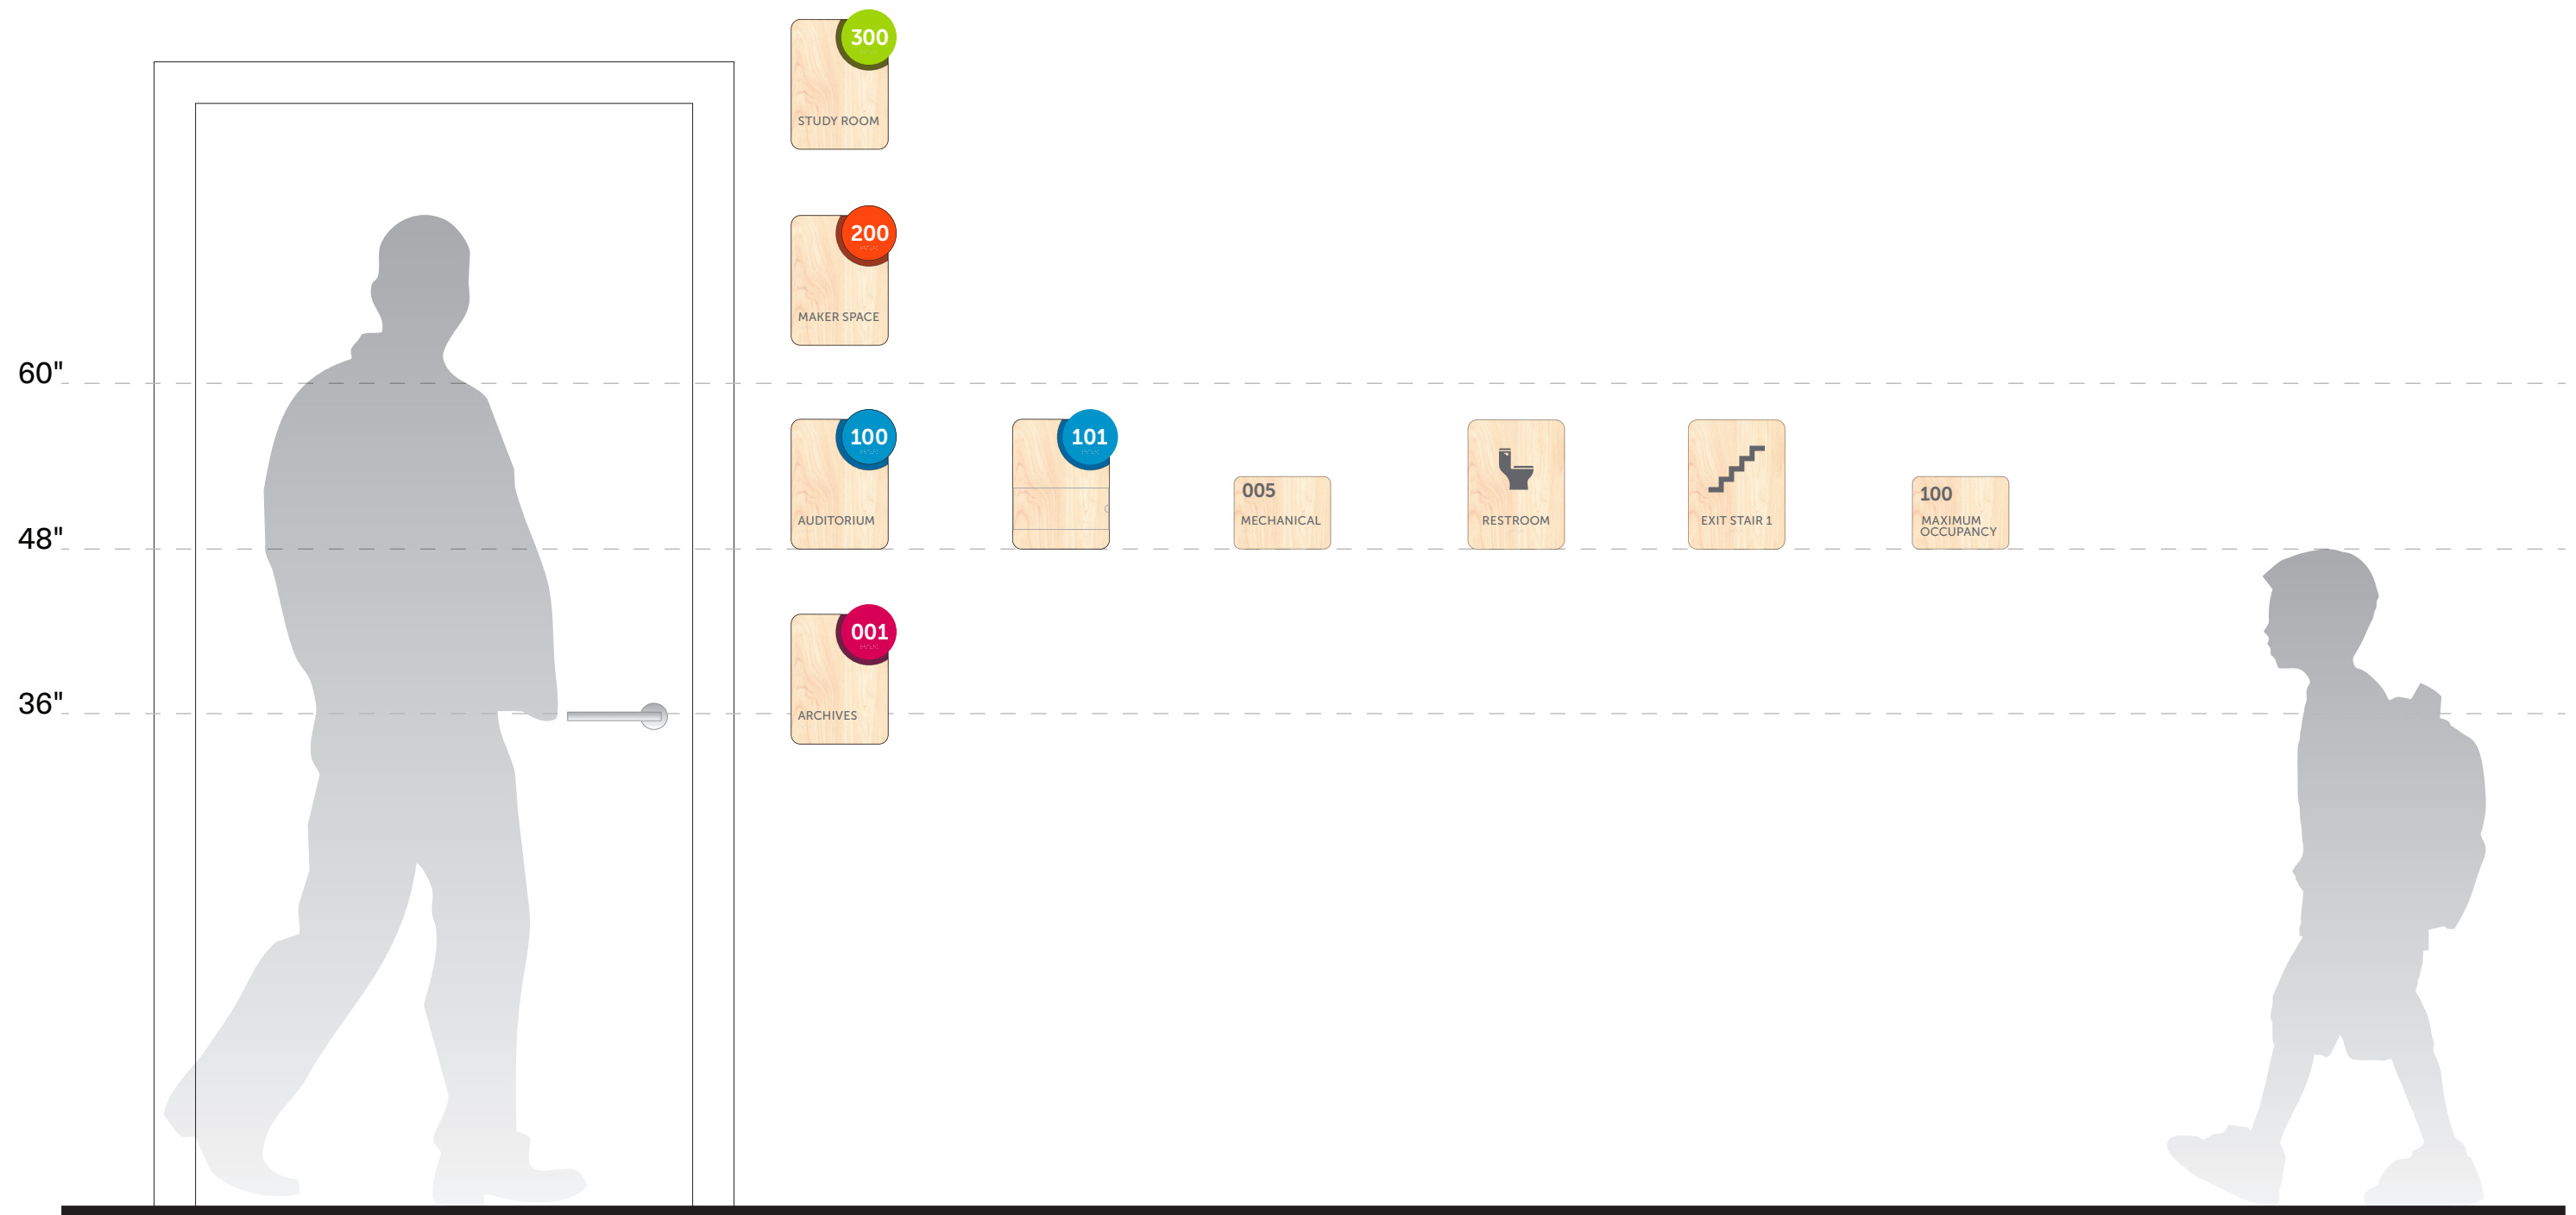 300
STUDY ROOM
200
MAKER SPACE
60"
100
AUDITORIUM
101
005
MECHANICAL
RESTROOM
EXIT STAIR 1
100
MAXIMUM
OCCUPANCY
48"
001
ARCHIVES
36"